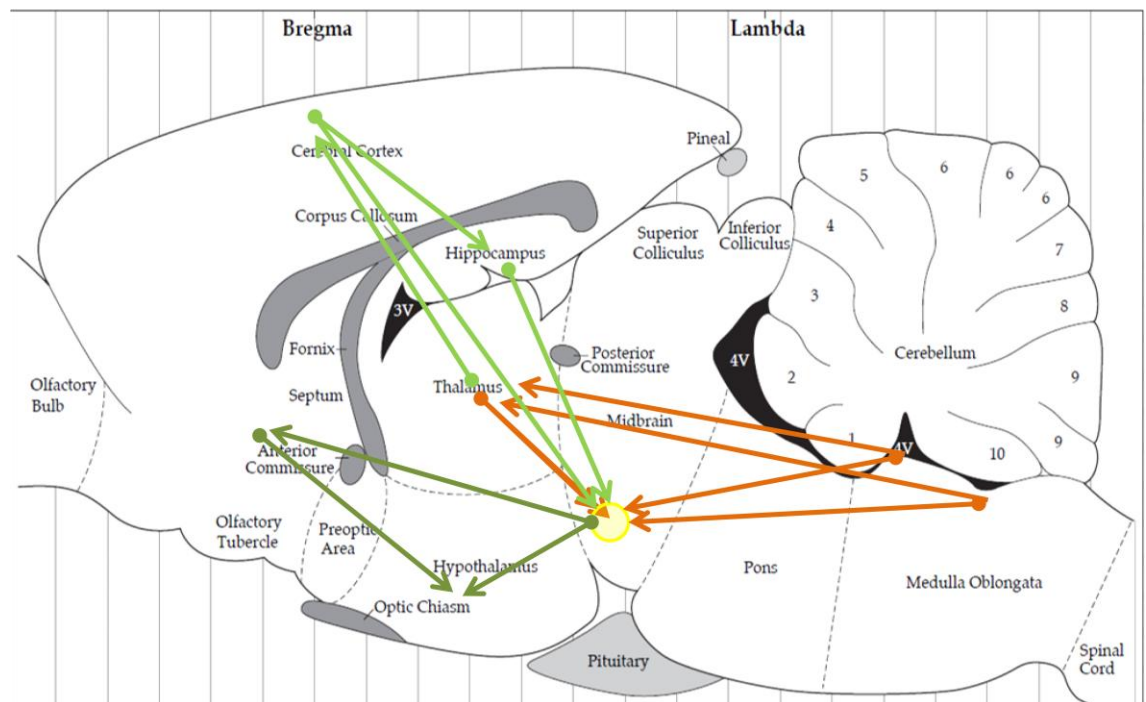 Bregma
Lambda
Pineal
Cerebral Cortex
Corpus Callosum
Hippocampus
Superior
Colliculus
Inferior
Colliculus
5
6
6
6
4
7
3
8
3V
Fornix
Posterior
Commissure
4V
2
Cerebellum
9
Olfactory
Bulb
Septum
Thalamus
Midbrain
1
4V
10
9
Anterior
Commissure
Olfactory
Tubercle
Preoptic
Area
Hypothalamus
Pons
Medulla Oblongata
Optic Chiasm
Pituitary
Spinal
Cord